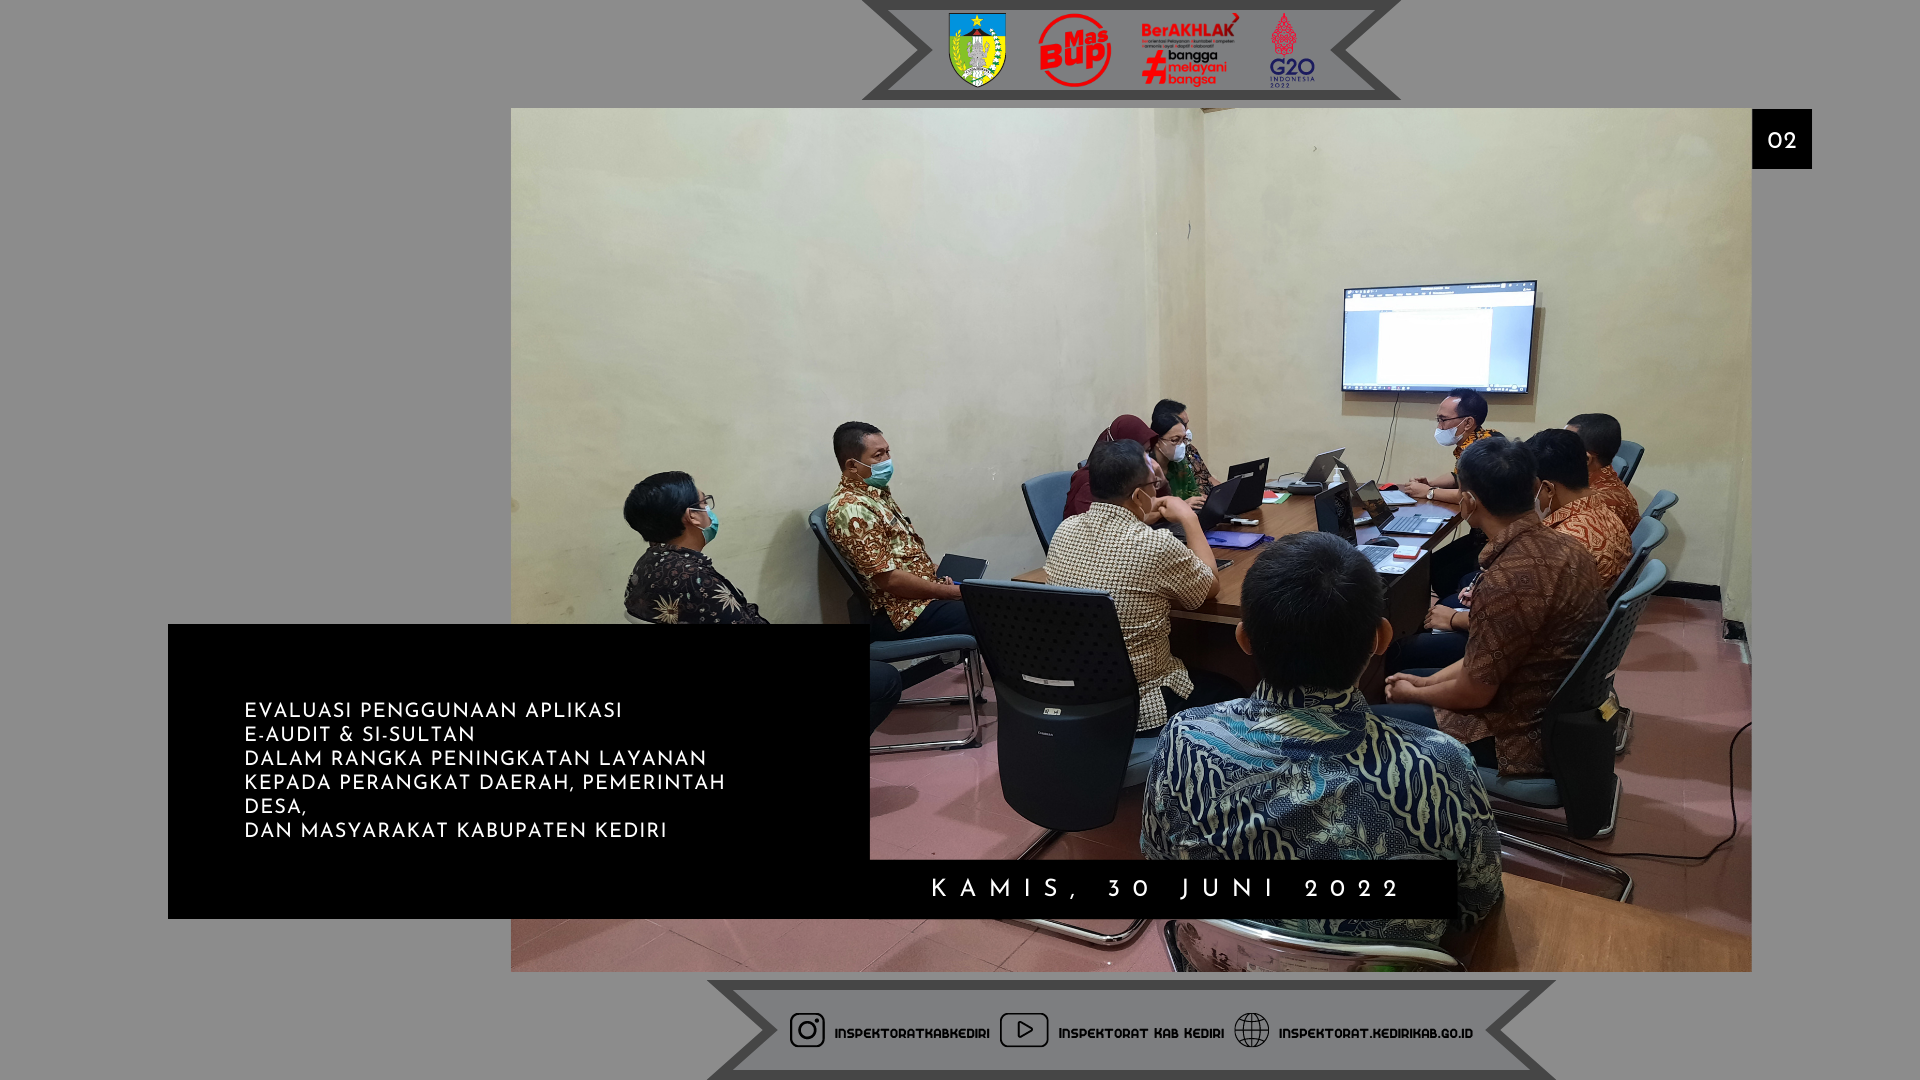 Mas
Bup
BerAKHLAK
#bangga
melayani
bangsa
G20
INDONESIA
2022
02
EVALUASI PENGGUNAAN APLIKASI
E-AUDIT & SI-SULTAN
DALAM RANGKA PENINGKATAN LAYANAN
KEPADA PERANGKAT DAERAH, PEMERINTAH
DESA,
DAN MASYARAKAT KABUPATEN KEDIRI
KAMIS, 30 JUNI 2022
INSPEKTORATKABKEDIRI
INSPEKTORAT KAB KEDIRI
INSPEKTORAT.KEDIRIKAB.GO.ID